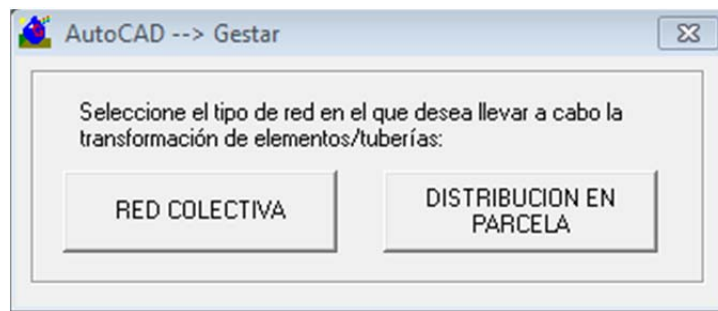 AutoCAD --> Gestar
Seleccione el tipo de red en el que desea llevar a cabo la
transformación de elementos/tuberías:
RED COLECTIVA
DISTRIBUCION EN
PARCELA